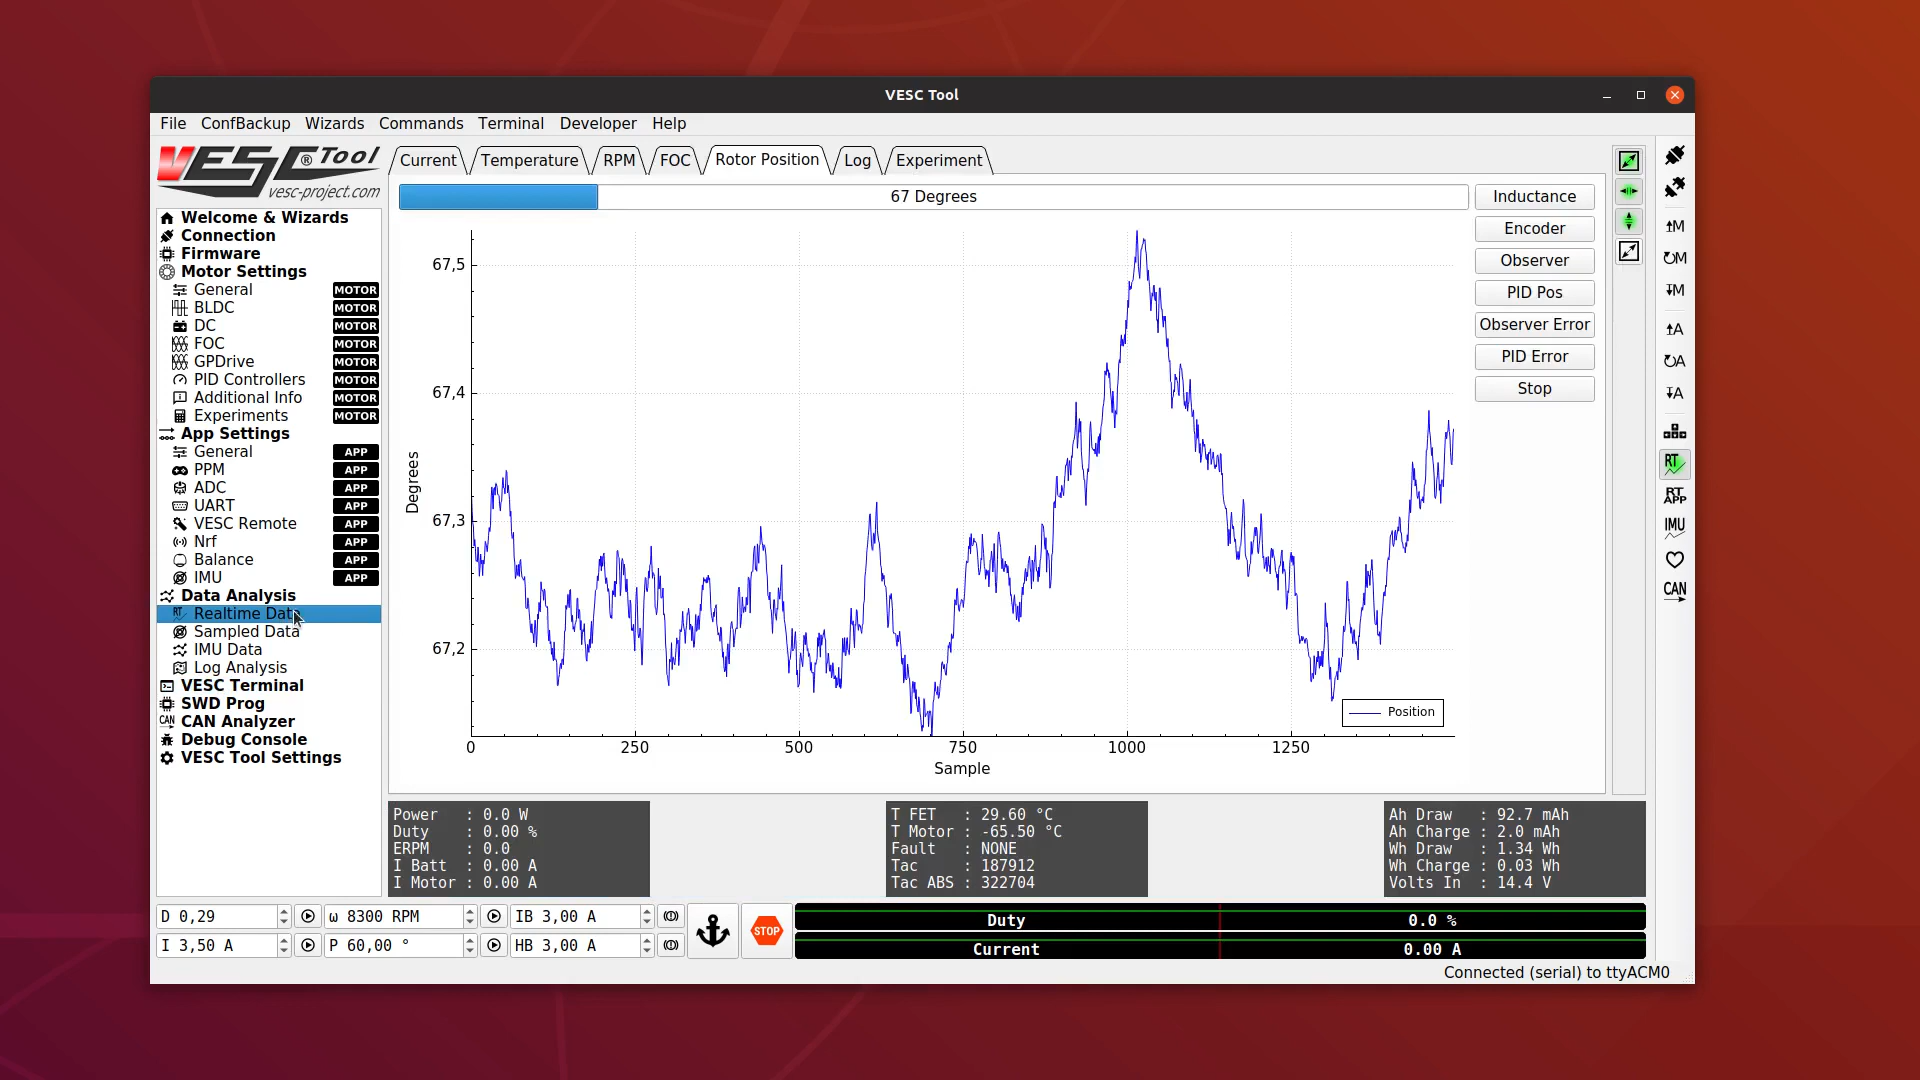 VESC Tool
File ConfBackup Wizards Commands Terminal Developer Help
VESC® Tool
vesc-project.com
Current Temperature RPM FOC Rotor Position Log Experiment
Welcome & Wizards
Connection
Firmware
Motor Settings
General MOTOR
BLDC MOTOR
DC MOTOR
FOC MOTOR
GPDrive MOTOR
PID Controllers MOTOR
Additional Info MOTOR
Experiments MOTOR
App Settings
General APP
PPM APP
ADC APP
UART APP
VESC Remote APP
Nrf APP
Balance APP
IMU APP
Data Analysis
RT Realtime Data
Sampled Data
IMU Data
Log Analysis
VESC Terminal
SWD Prog
CAN CAN Analyzer
Debug Console
VESC Tool Settings
67 Degrees
67,5
67,4
67,3
67,2
Degrees
0 250 500 750 1000 1250
Sample
Position
Inductance
Encoder
Observer
PID Pos
Observer Error
PID Error
Stop
M
M
M
A
A
A
RT
RT APP
IMU
CAN
Power : 0.0 W
Duty : 0.00 %
ERPM : 0.0
I Batt : 0.00 A
I Motor : 0.00 A
T FET : 29.60 °C
T Motor : -65.50 °C
Fault : NONE
Tac : 187912
Tac ABS : 322704
Ah Draw : 92.7 mAh
Ah Charge : 2.0 mAh
Wh Draw : 1.34 Wh
Wh Charge : 0.03 Wh
Volts In : 14.4 V
D 0,29 ω 8300 RPM IB 3,00 A
I 3,50 A P 60,00 ° HB 3,00 A
STOP
Duty 0.0 %
Current 0.00 A
Connected (serial) to ttyACM0